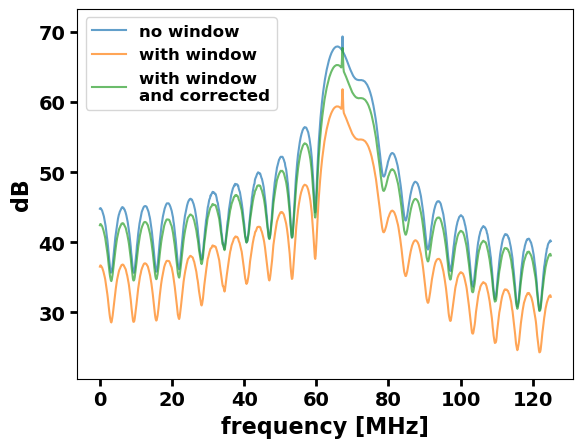 no window
with window
with window
and corrected
dB
70
60
50
40
30
0
20
40
60
80
100
120
frequency [MHz]